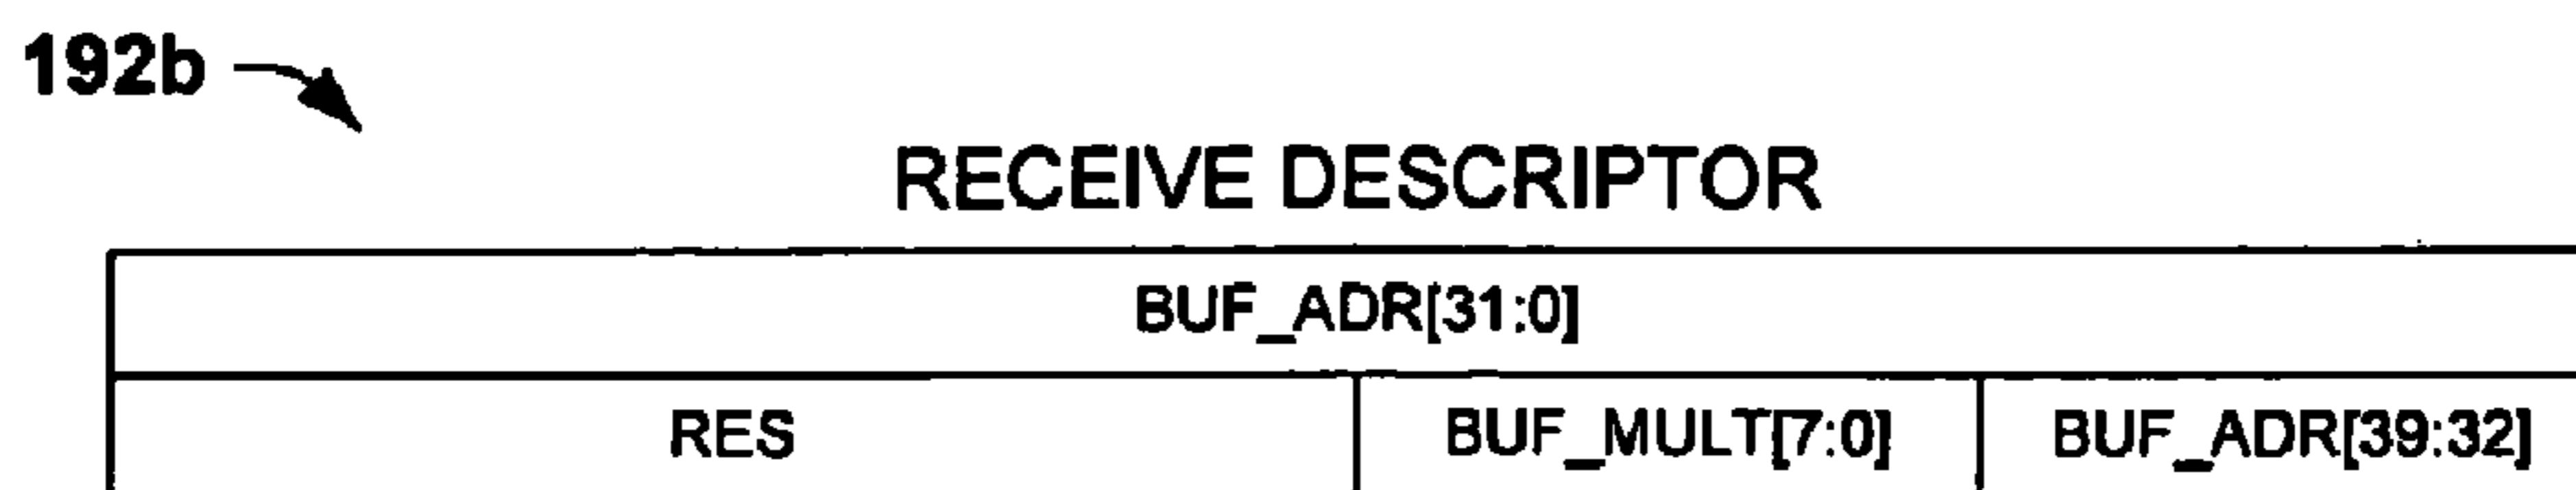 192b
RECEIVE DESCRIPTOR
BUF_ADR[31:0]
RES BUF_MULT[7:0] BUF_ADR[39:32]